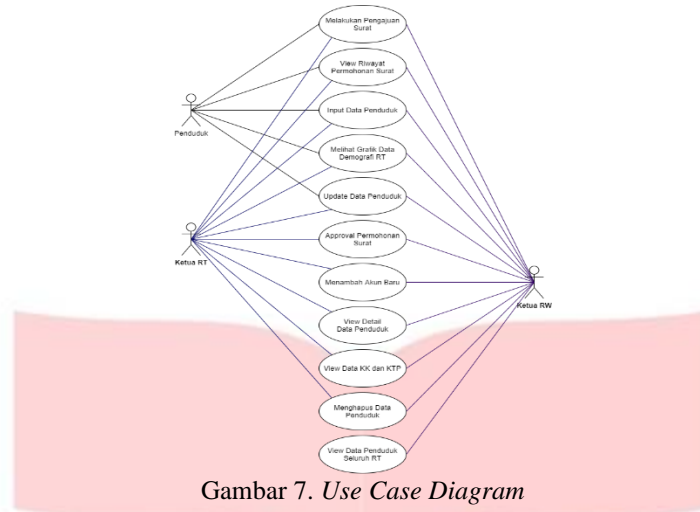 Melakukan Pengajuan
Surat
View Riwayat
Permohonan Surat
Input Data Penduduk
Penduduk
Melihat Gratik Data
Demografi RT
Update Data Penduduk
Approval Permohonan
Surat
Ketua RT
Menambah Akun Baru
Ketua RW
View Detail
Data Penduduk
View Data KK dan KTP
Menghapus Data
Penduduk
View Data Penduduk
Seluruh RT
Gambar 7. Use Case Diagram